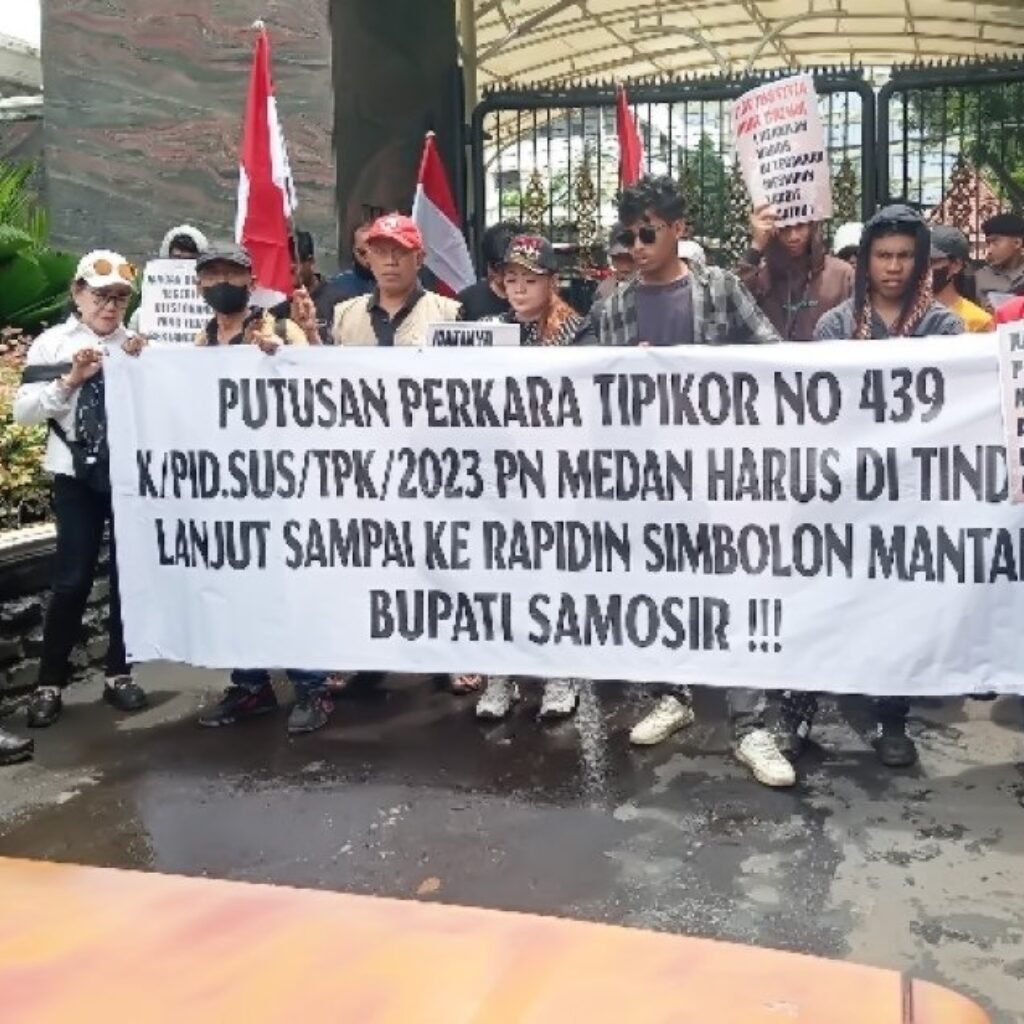 PUTUSAN PERKARA TIPIKOR NO 439
K/PID.SUS/TPK/2023 PN MEDAN HARUS DI TIND
LANJUT SAMPAI KE RAPIDIN SIMBOLON MANTA
BUPATI SAMOSIR !!!